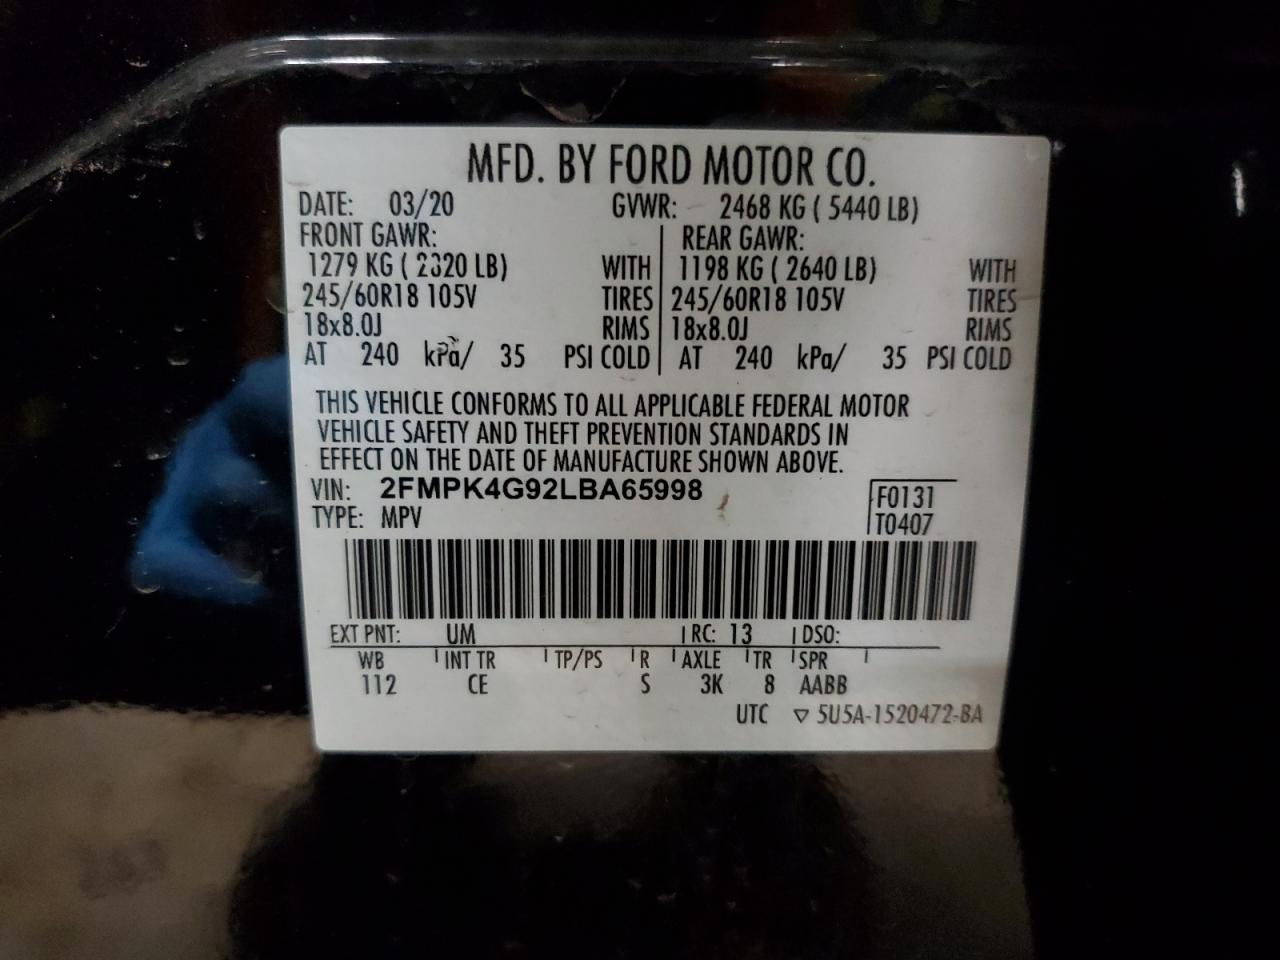 MFD. BY FORD MOTOR CO.
DATE: 03/20 GVWR: 2468 KG ( 5440 LB)
FRONT GAWR: REAR GAWR:
1279 KG ( 2820 LB) WITH 1198 KG ( 2640 LB) WITH
245/60R18 105V TIRES 245/60R18 105V TIRES
18x8.0J RIMS 18x8.0J RIMS
AT 240 kPa/ 35 PSI COLD AT 240 kPa/ 35 PSI COLD
THIS VEHICLE CONFORMS TO ALL APPLICABLE FEDERAL MOTOR
VEHICLE SAFETY AND THEFT PREVENTION STANDARDS IN
EFFECT ON THE DATE OF MANUFACTURE SHOWN ABOVE.
VIN: 2FMPK4G92LBA65998 F0131
TYPE: MPV T0407
EXT PNT: UM RC: 13 DSO:
WB INT TR TP/PS R AXLE TR SPR
112 CE S 3K 8 AABB
UTC ▽ 5U5A-1520472-BA